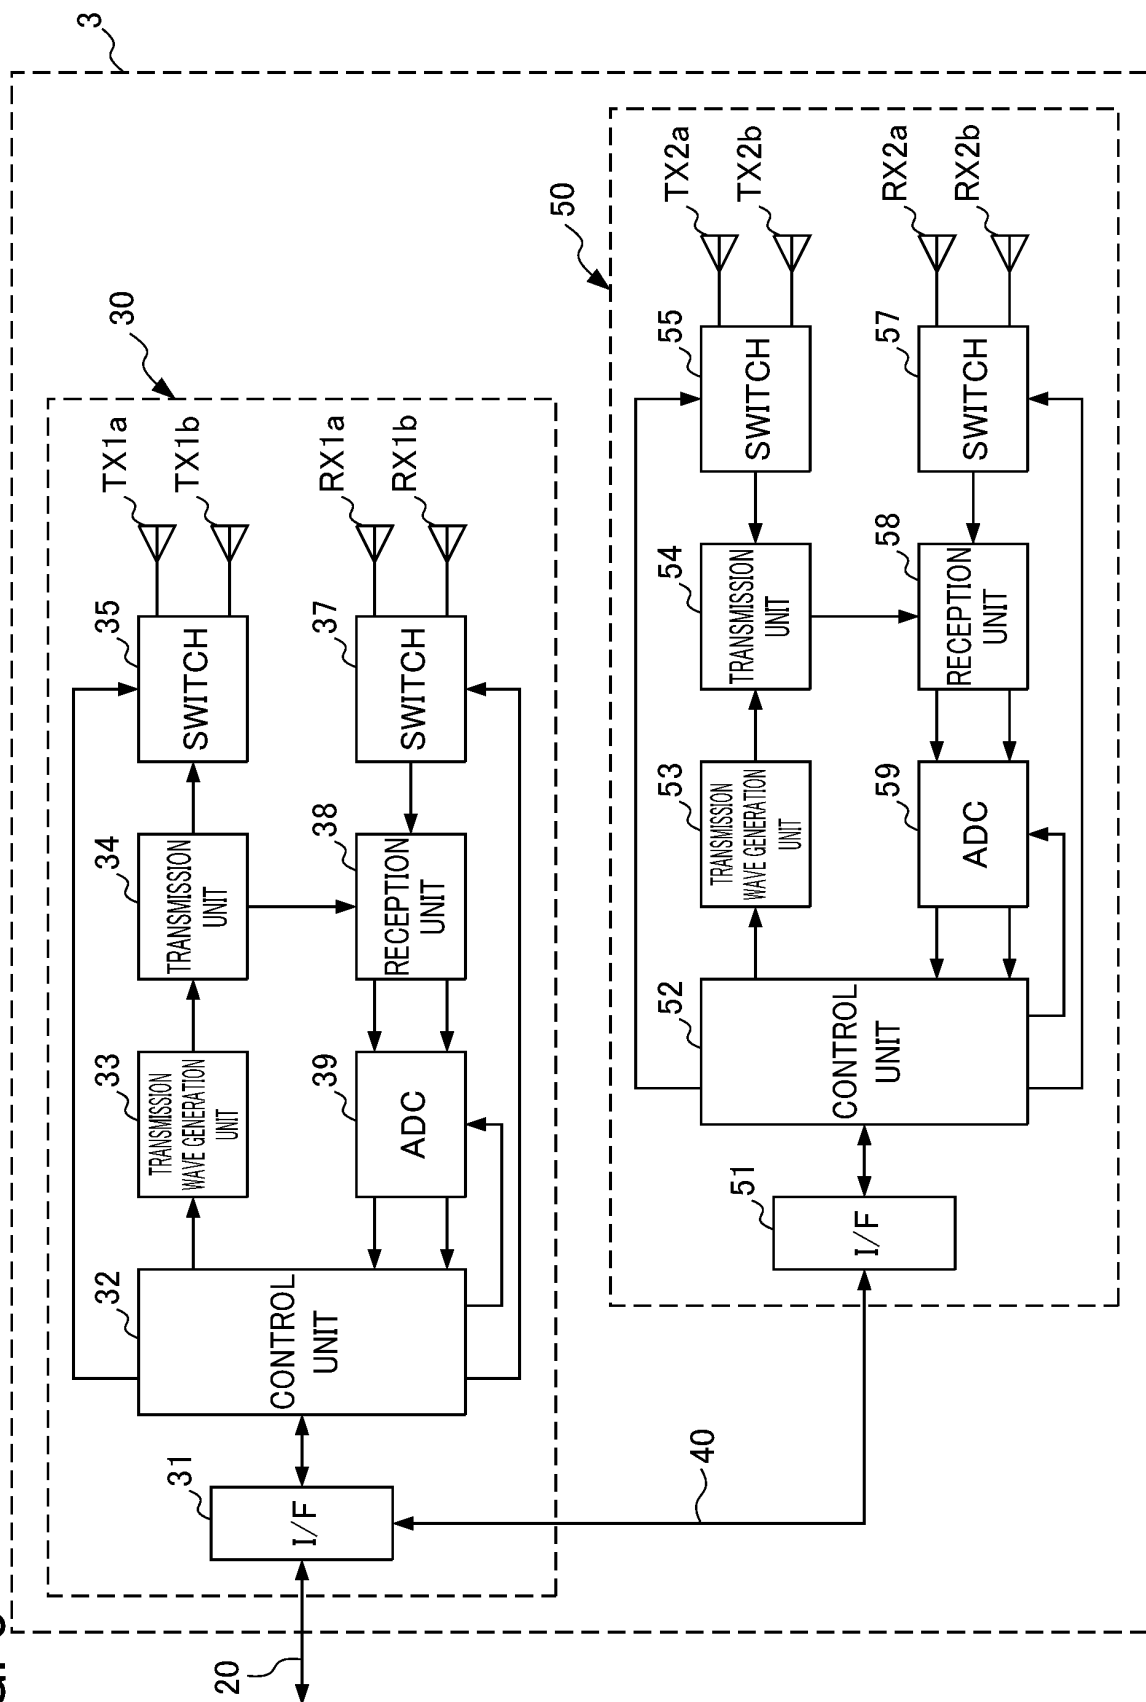 3
30
TX1a
TX1b
RX1a
RX1b
35
SWITCH
37
SWITCH
34
TRANSMISSION
UNIT
38
RECEPTION
UNIT
33
TRANSMISSION
WAVE GENERATION
UNIT
39
ADC
32
CONTROL
UNIT
31
I/F
20
40
50
TX2a
TX2b
RX2a
RX2b
55
SWITCH
57
SWITCH
54
TRANSMISSION
UNIT
58
RECEPTION
UNIT
53
TRANSMISSION
WAVE GENERATION
UNIT
59
ADC
52
CONTROL
UNIT
51
I/F